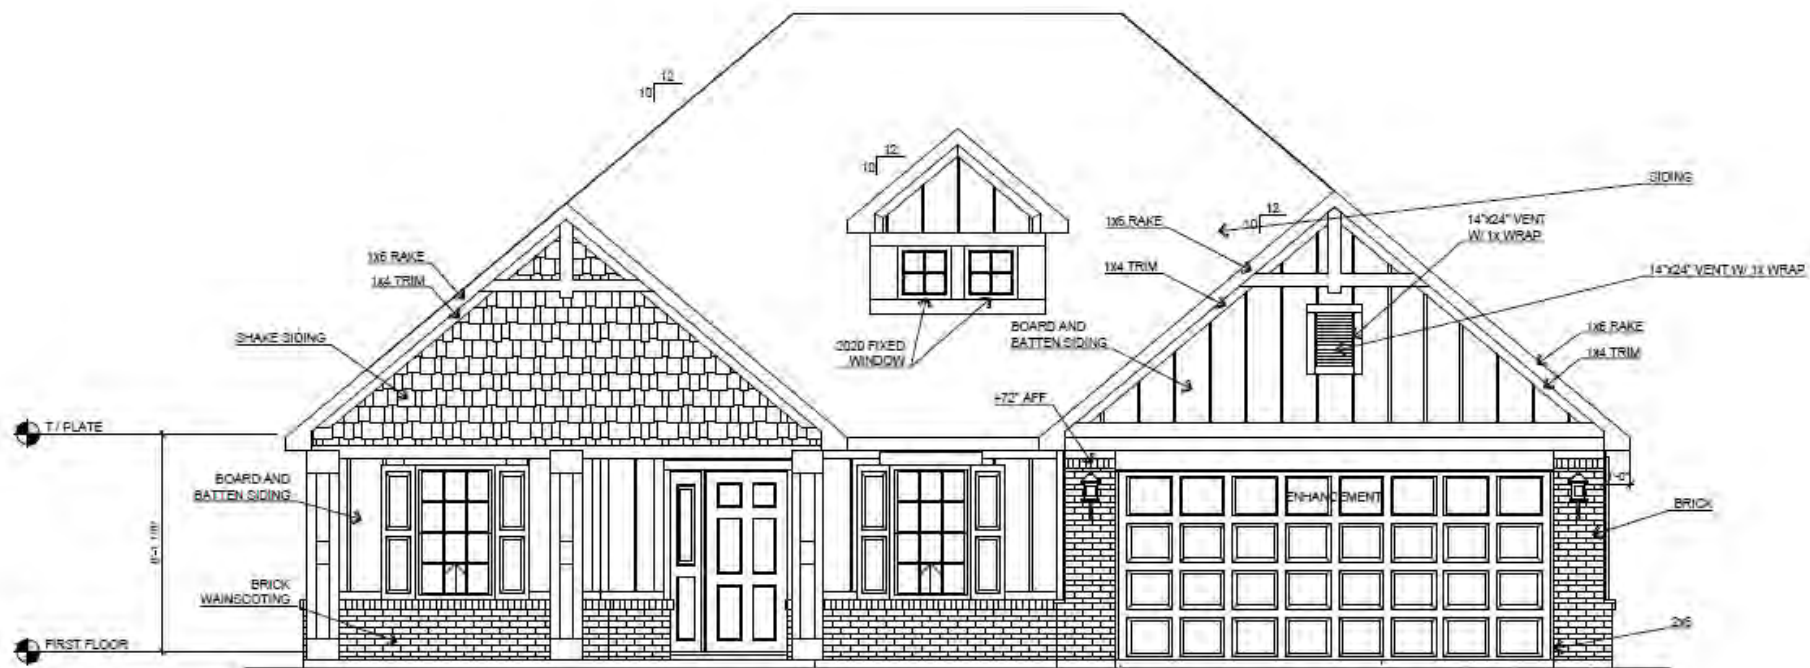 12
10
12
10
SIDING
12
10
1x6 RAKE
14"x24" VENT
W/ 1x WRAP
1x6 RAKE
1x4 TRIM
1x4 TRIM
14"x24" VENT W/ 1x WRAP
SHAKE SIDING
2020 FIXED
WINDOW
BOARD AND
BATTEN SIDING
1x6 RAKE
1x4 TRIM
+72" AFF
T/ PLATE
BOARD AND
BATTEN SIDING
ENHANCEMENT
BRICK
BRICK
WAINSCOTING
2x6
FIRST FLOOR